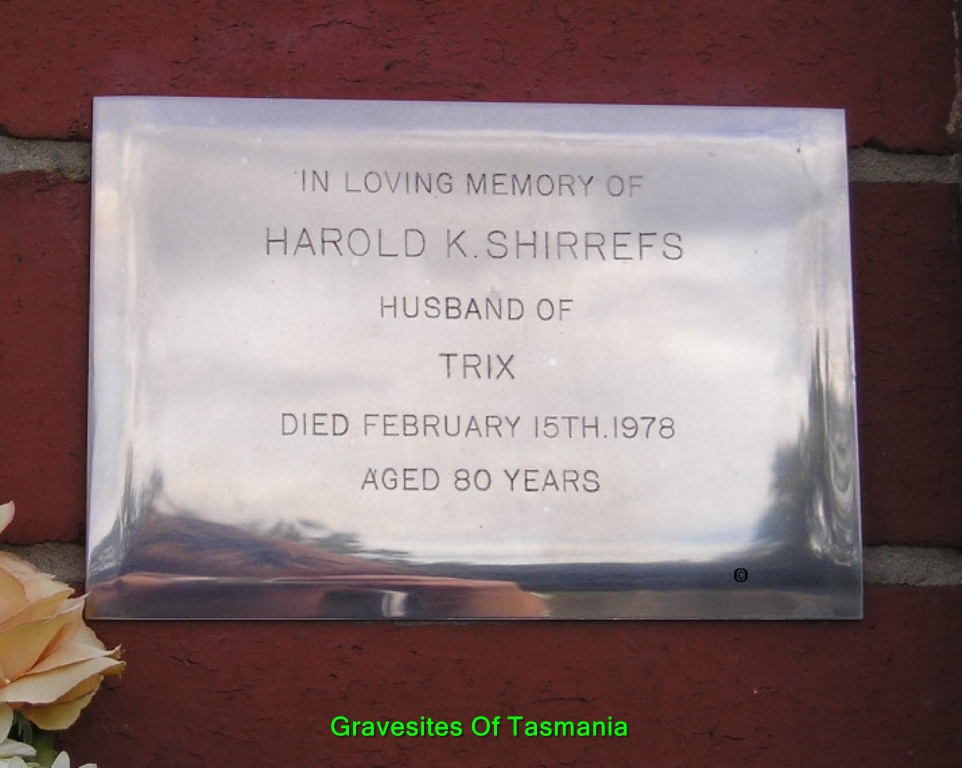 IN LOVING MEMORY OF
HAROLD K. SHIRREFS
HUSBAND OF
TRIX
DIED FEBRUARY 15TH. 1978
AGED 80 YEARS
©
Gravesites Of Tasmania